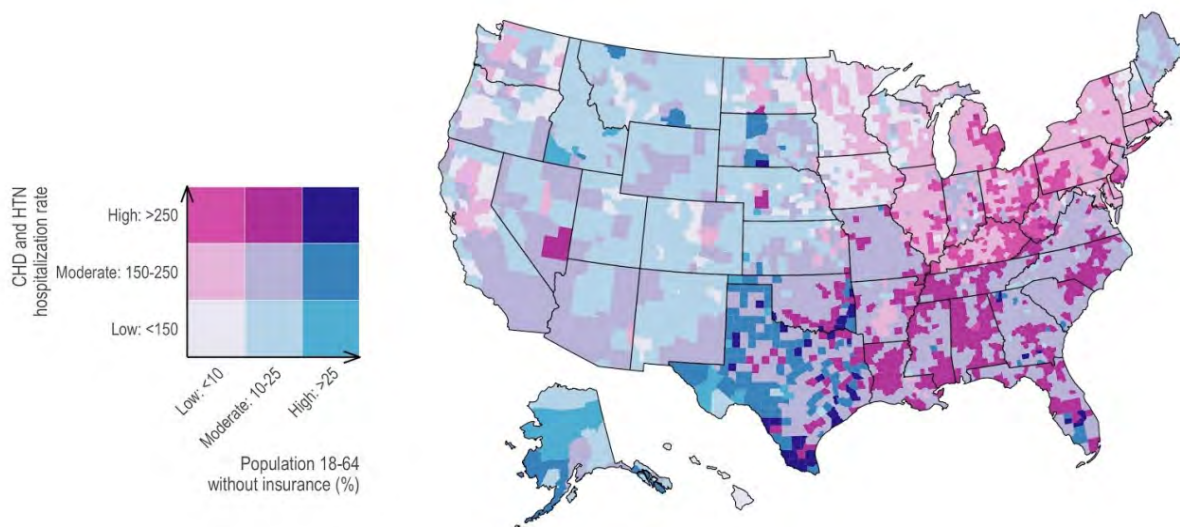 CHD and HTN
hospitalization rate
High: >250
Moderate: 150-250
Low: <150
Low: <10
Moderate: 10-25
High: >25
Population 18-64
without insurance (%)